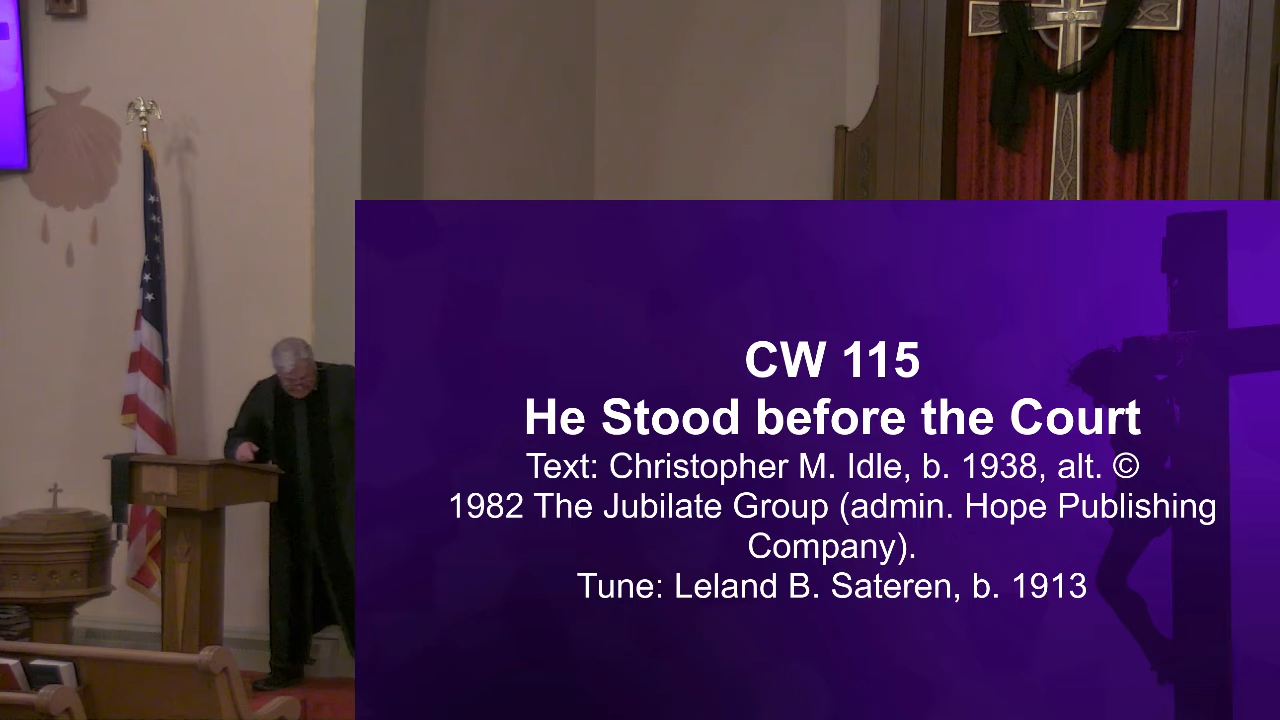 CW 115
He Stood before the Court
Text: Christopher M. Idle, b. 1938, alt. ©
1982 The Jubilate Group (admin. Hope Publishing
Company).
Tune: Leland B. Sateren, b. 1913